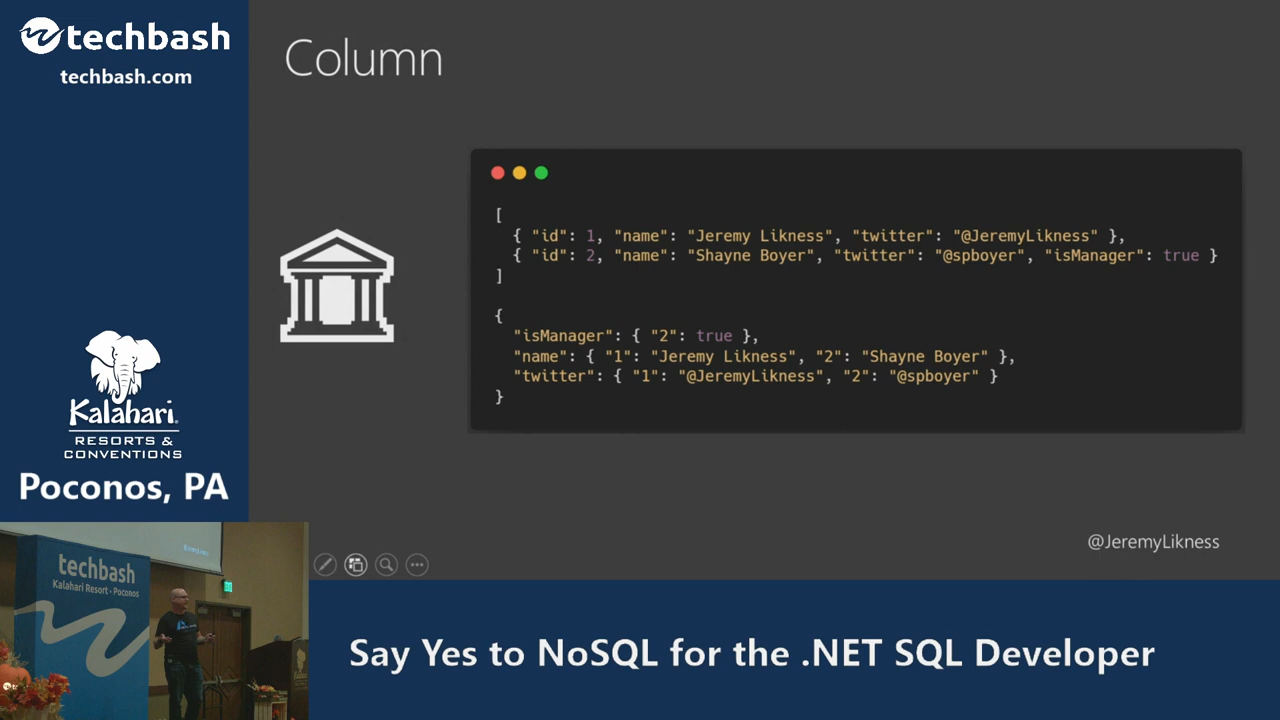 techbash
techbash.com
Kalahari.
RESORTS &
CONVENTIONS
Poconos, PA
Column
[
{ "id": 1, "name": "Jeremy Likness", "twitter": "@JeremyLikness" },
{ "id": 2, "name": "Shayne Boyer", "twitter": "@spboyer", "isManager": true }
]
{
"isManager": { "2": true },
"name": { "1": "Jeremy Likness", "2": "Shayne Boyer" },
"twitter": { "1": "@JeremyLikness", "2": "@spboyer" }
}
@JeremyLikness
techbash
Kalahari Resort - Poconos
Say Yes to NoSQL for the .NET SQL Developer